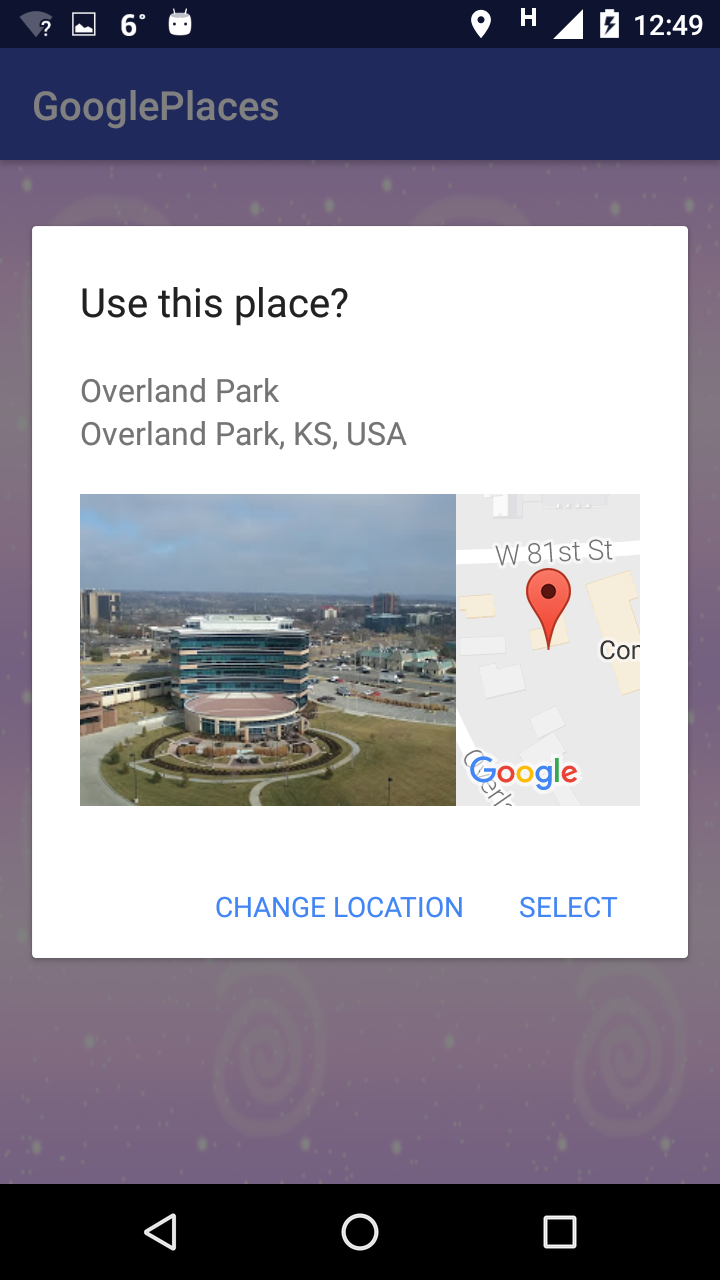 6°
H
12:49
GooglePlaces
Use this place?
Overland Park
Overland Park, KS, USA
W 81st St
Google
CHANGE LOCATION
SELECT